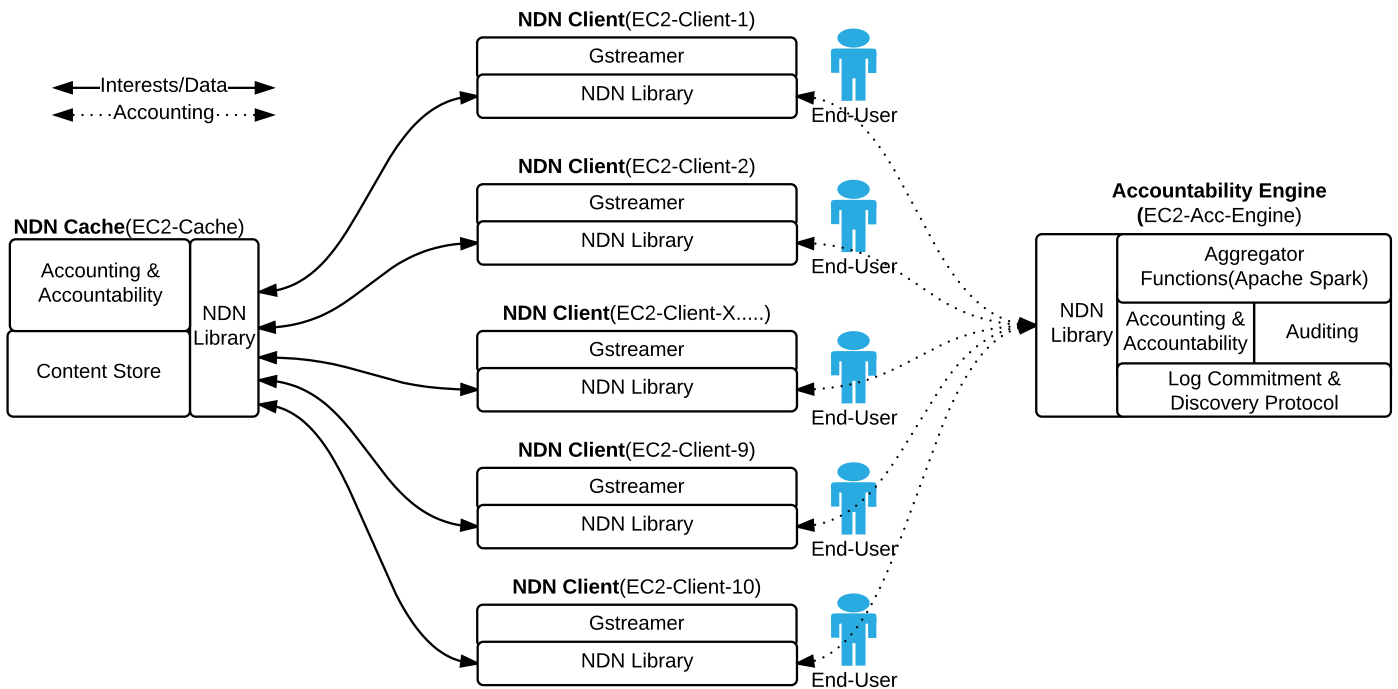 Interests/Data
Accounting
NDN Cache(EC2-Cache)
Accounting &
Accountability
Content Store
NDN
Library
NDN Client(EC2-Client-1)
Gstreamer
NDN Library
End-User
NDN Client(EC2-Client-2)
Gstreamer
NDN Library
End-User
NDN Client(EC2-Client-X.....)
Gstreamer
NDN Library
End-User
NDN Client(EC2-Client-9)
Gstreamer
NDN Library
End-User
NDN Client(EC2-Client-10)
Gstreamer
NDN Library
End-User
Accountability Engine
(EC2-Acc-Engine)
NDN
Library
Aggregator
Functions(Apache Spark)
Accounting &
Accountability
Auditing
Log Commitment &
Discovery Protocol